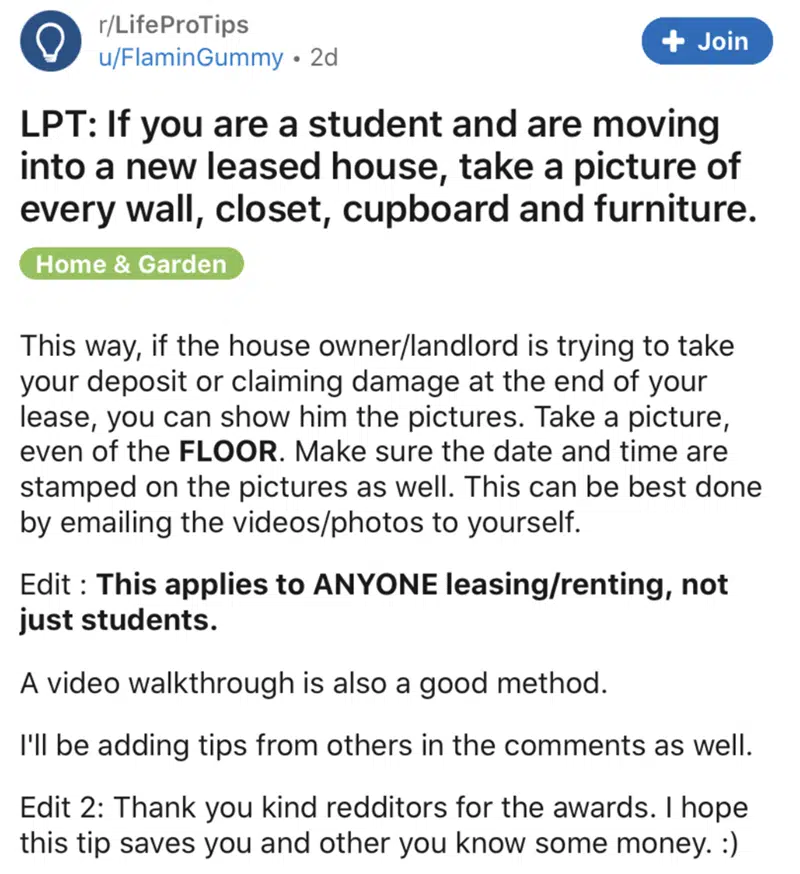 r/LifeProTips
u/FlaminGummy • 2d
+ Join
LPT: If you are a student and are moving
into a new leased house, take a picture of
every wall, closet, cupboard and furniture.
Home & Garden
This way, if the house owner/landlord is trying to take
your deposit or claiming damage at the end of your
lease, you can show him the pictures. Take a picture,
even of the FLOOR. Make sure the date and time are
stamped on the pictures as well. This can be best done
by emailing the videos/photos to yourself.
Edit : This applies to ANYONE leasing/renting, not
just students.
A video walkthrough is also a good method.
I'll be adding tips from others in the comments as well.
Edit 2: Thank you kind redditors for the awards. I hope
this tip saves you and other you know some money. :)